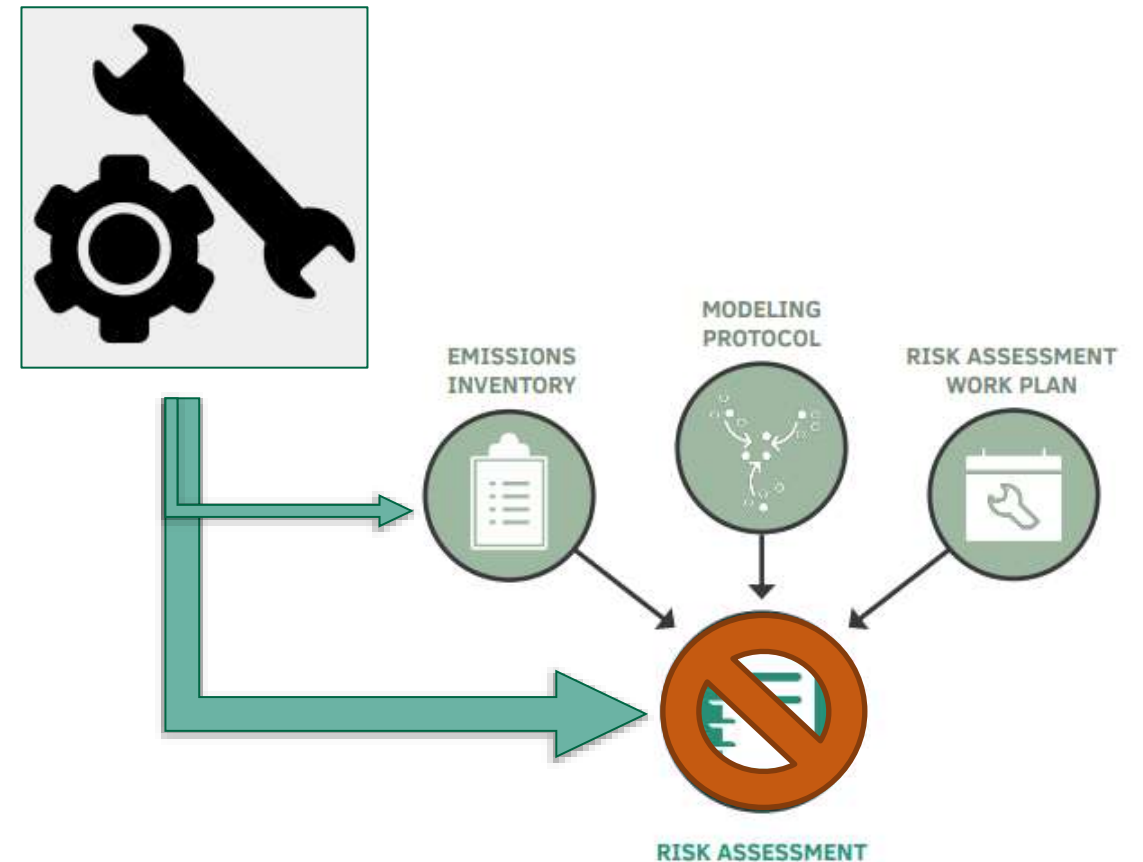 MODELING
PROTOCOL
EMISSIONS
INVENTORY
RISK ASSESSMENT
WORK PLAN
RISK ASSESSMENT